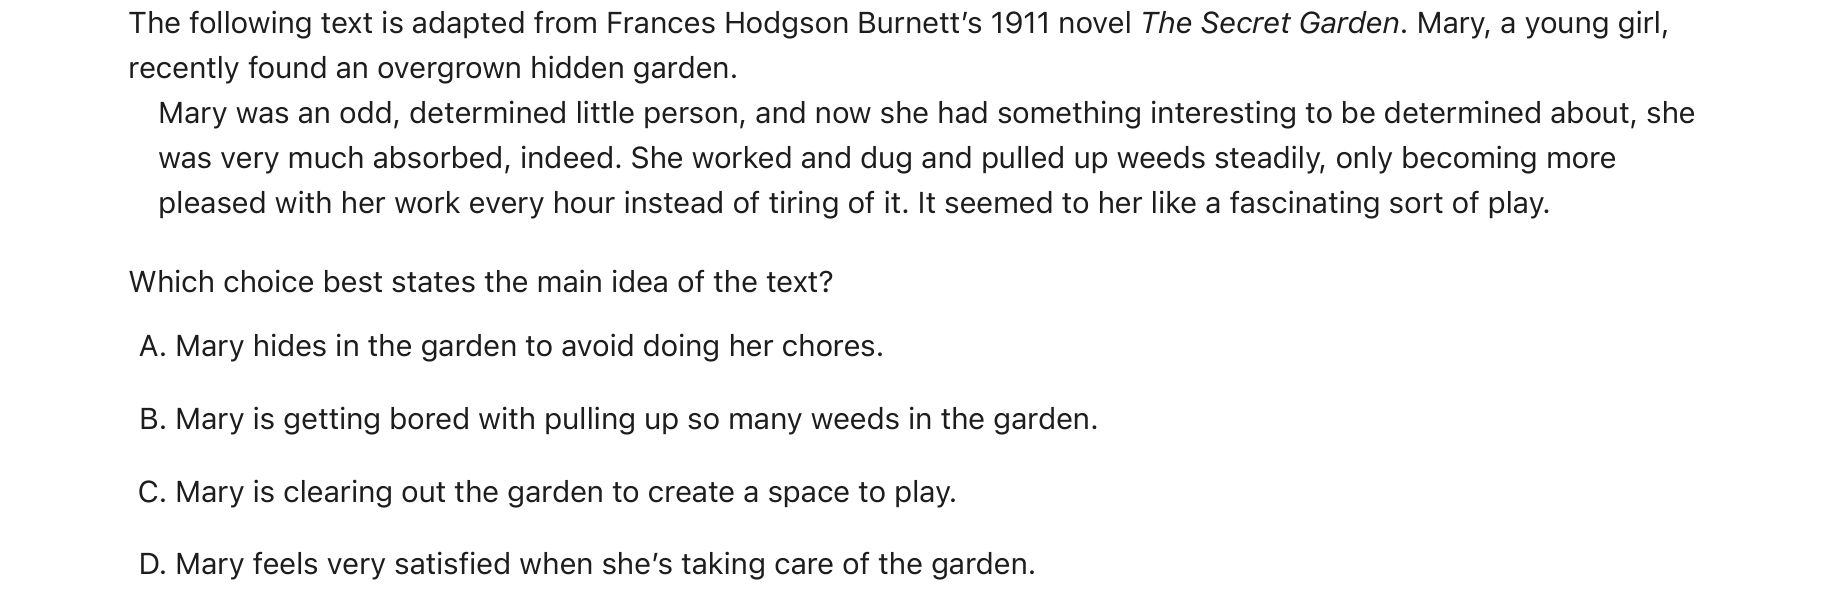 The following text is adapted from Frances Hodgson Burnett’s 1911 novel The Secret Garden. Mary, a young girl,
recently found an overgrown hidden garden.
Mary was an odd, determined little person, and now she had something interesting to be determined about, she
was very much absorbed, indeed. She worked and dug and pulled up weeds steadily, only becoming more
pleased with her work every hour instead of tiring of it. It seemed to her like a fascinating sort of play.
Which choice best states the main idea of the text?
A. Mary hides in the garden to avoid doing her chores.
B. Mary is getting bored with pulling up so many weeds in the garden.
C. Mary is clearing out the garden to create a space to play.
D. Mary feels very satisfied when she’s taking care of the garden.